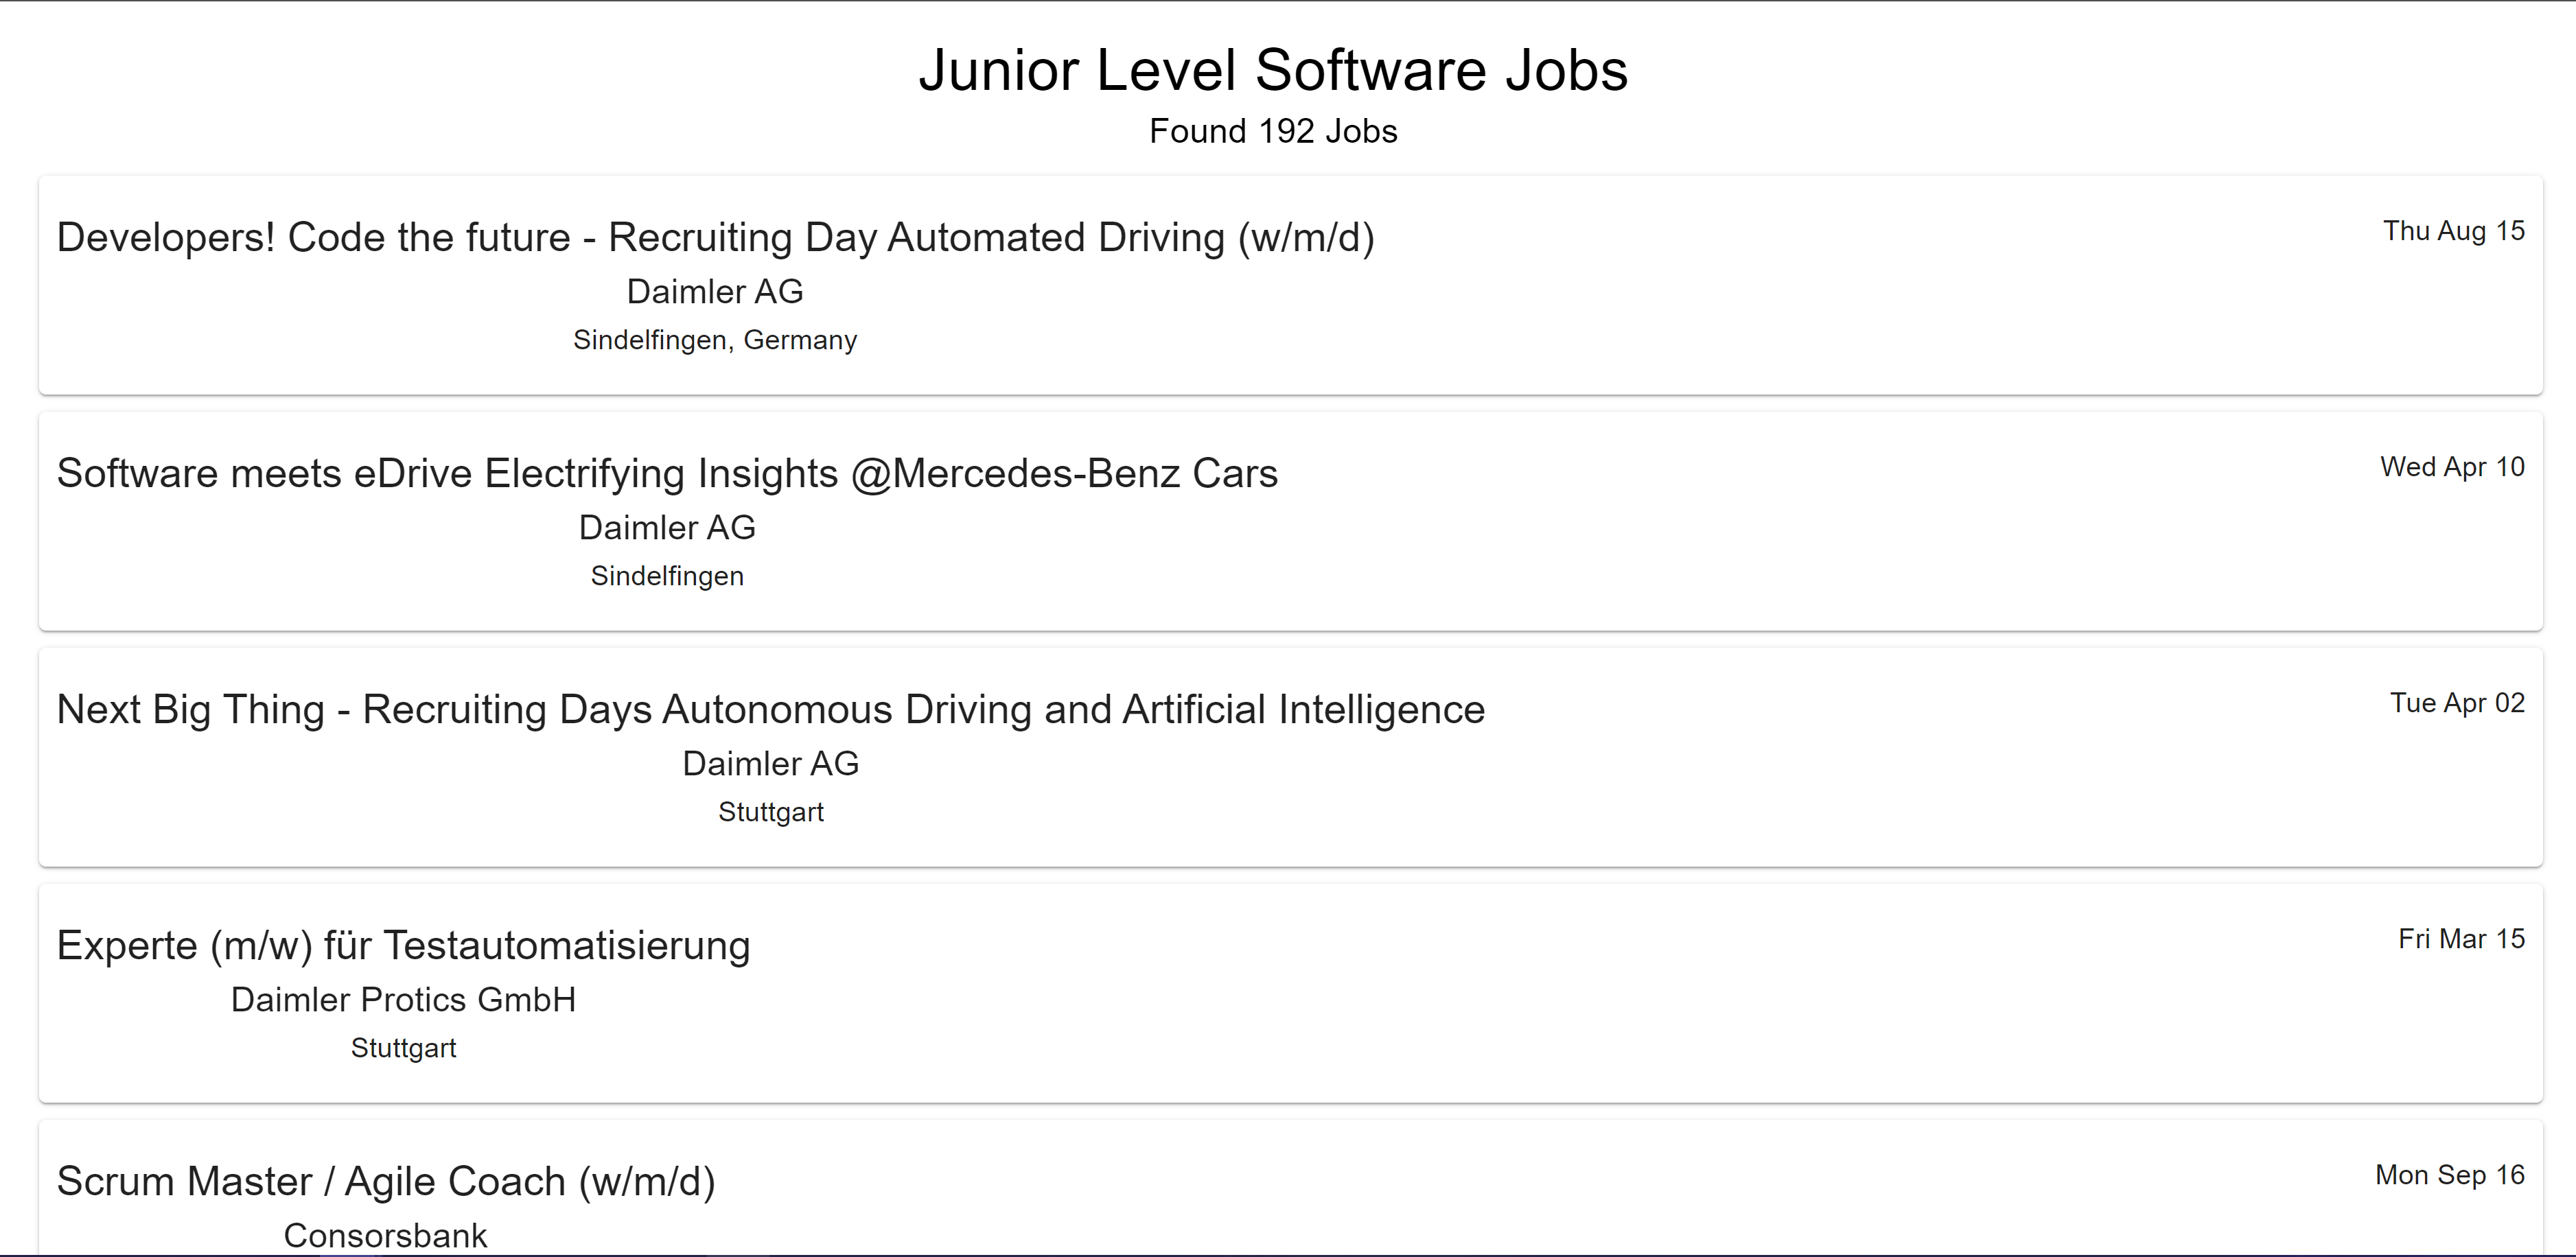 Junior Level Software Jobs
Found 192 Jobs
Developers! Code the future - Recruiting Day Automated Driving (w/m/d)
Thu Aug 15
Daimler AG
Sindelfingen, Germany
Software meets eDrive Electrifying Insights @Mercedes-Benz Cars
Wed Apr 10
Daimler AG
Sindelfingen
Next Big Thing - Recruiting Days Autonomous Driving and Artificial Intelligence
Tue Apr 02
Daimler AG
Stuttgart
Experte (m/w) für Testautomatisierung
Fri Mar 15
Daimler Protics GmbH
Stuttgart
Scrum Master / Agile Coach (w/m/d)
Mon Sep 16
Consorsbank